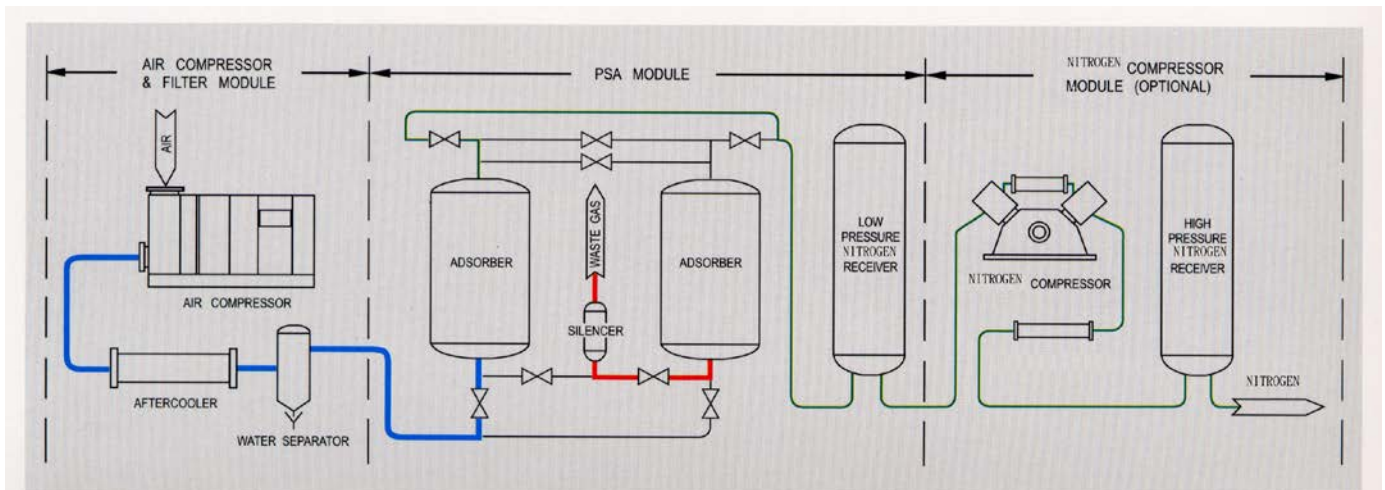 AIR COMPRESSOR
& FILTER MODULE
PSA MODULE
NITROGEN COMPRESSOR
MODULE (OPTIONAL)
AIR
AIR COMPRESSOR
AFTERCOOLER
WATER SEPARATOR
ADSORBER
WASTE GAS
SILENCER
ADSORBER
LOW
PRESSURE
NITROGEN
RECEIVER
NITROGEN COMPRESSOR
HIGH
PRESSURE
NITROGEN
RECEIVER
NITROGEN